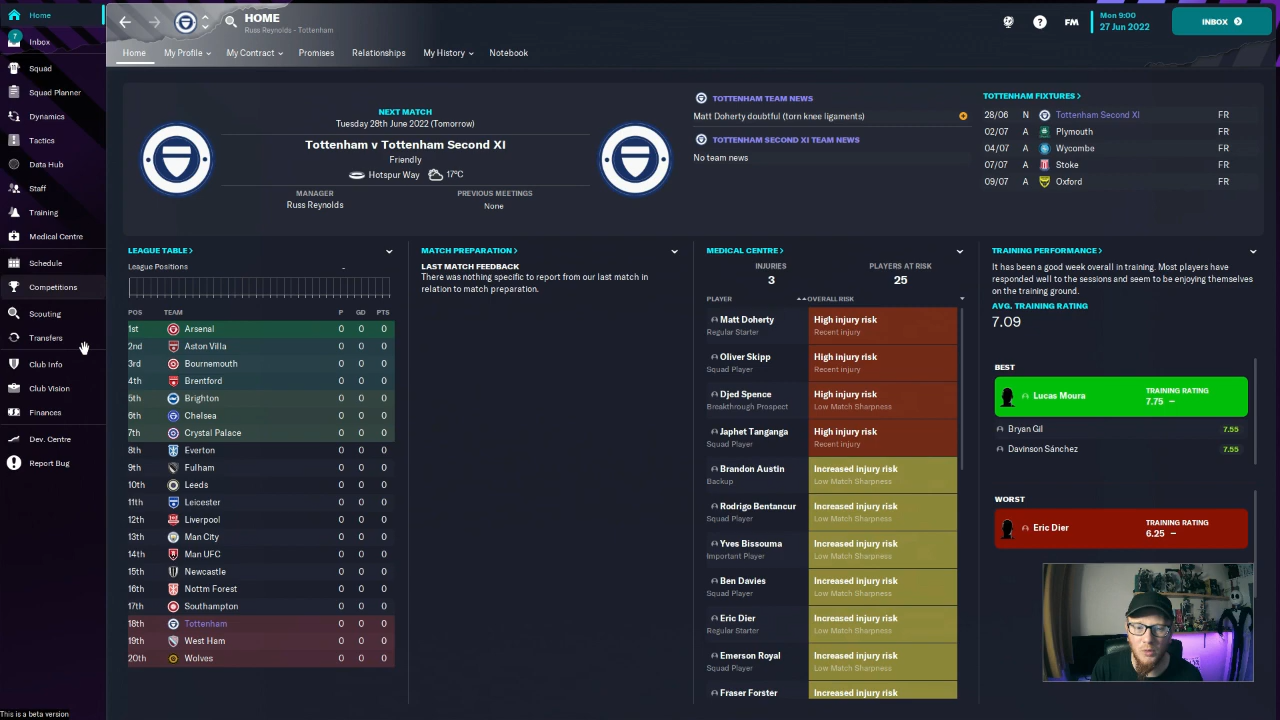 Home
7
Inbox
Squad
Squad Planner
Dynamics
Tactics
Data Hub
Staff
Training
Medical Centre
Schedule
Competitions
Scouting
Transfers
Club Info
Club Vision
Finances
Dev. Centre
Report Bug
This is a beta version
HOME
Russ Reynolds - Tottenham
FM
Mon 9:00
27 Jun 2022
INBOX
Home My Profile My Contract Promises Relationships My History Notebook
NEXT MATCH
Tuesday 28th June 2022 (Tomorrow)
Tottenham v Tottenham Second XI
Friendly
Hotspur Way 17°C
MANAGER PREVIOUS MEETINGS
Russ Reynolds None
TOTTENHAM TEAM NEWS
Matt Doherty doubtful (torn knee ligaments)
TOTTENHAM SECOND XI TEAM NEWS
No team news
TOTTENHAM FIXTURES >
28/06 N Tottenham Second XI FR
02/07 A Plymouth FR
04/07 A Wycombe FR
07/07 A Stoke FR
09/07 A Oxford FR
LEAGUE TABLE >
League Positions -
POS TEAM P GD PTS
1st Arsenal 0 0 0
2nd Aston Villa 0 0 0
3rd Bournemouth 0 0 0
4th Brentford 0 0 0
5th Brighton 0 0 0
6th Chelsea 0 0 0
7th Crystal Palace 0 0 0
8th Everton 0 0 0
9th Fulham 0 0 0
10th Leeds 0 0 0
11th Leicester 0 0 0
12th Liverpool 0 0 0
13th Man City 0 0 0
14th Man UFC 0 0 0
15th Newcastle 0 0 0
16th Nottm Forest 0 0 0
17th Southampton 0 0 0
18th Tottenham 0 0 0
19th West Ham 0 0 0
20th Wolves 0 0 0
MATCH PREPARATION >
LAST MATCH FEEDBACK
There was nothing specific to report from our last match in
relation to match preparation.
MEDICAL CENTRE >
INJURIES PLAYERS AT RISK
3 25
PLAYER OVERALL RISK
Matt Doherty High injury risk
Regular Starter Recent injury
Oliver Skipp High injury risk
Squad Player Recent injury
Djed Spence High injury risk
Breakthrough Prospect Low Match Sharpness
Japhet Tanganga High injury risk
Squad Player Recent injury
Brandon Austin Increased injury risk
Backup Low Match Sharpness
Rodrigo Bentancur Increased injury risk
Squad Player Low Match Sharpness
Yves Bissouma Increased injury risk
Important Player Low Match Sharpness
Ben Davies Increased injury risk
Squad Player Low Match Sharpness
Eric Dier Increased injury risk
Regular Starter Low Match Sharpness
Emerson Royal Increased injury risk
Squad Player Low Match Sharpness
Fraser Forster Increased injury risk
TRAINING PERFORMANCE >
It has been a good week overall in training. Most players have
responded well to the sessions and seem to be enjoying themselves
on the training ground.
AVG. TRAINING RATING
7.09
BEST
Lucas Moura TRAINING RATING
7.75 –
Bryan Gil 7.55
Davinson Sánchez 7.55
WORST
Eric Dier TRAINING RATING
6.25 –